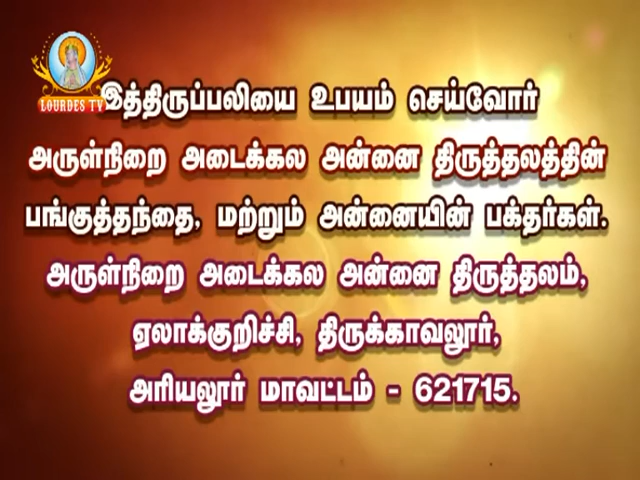 LOURDES TV
இத்திருப்பலியை உபயம் செய்வோர்
அருள்நிறை அடைக்கல அன்னை திருத்தலத்தின்
பங்குத்தந்தை, மற்றும் அன்னையின் பக்தர்கள்.
அருள்நிறை அடைக்கல அன்னை திருத்தலம்,
ஏலாக்குறிச்சி, திருக்காவலூர்,
அரியலூர் மாவட்டம் - 621715.